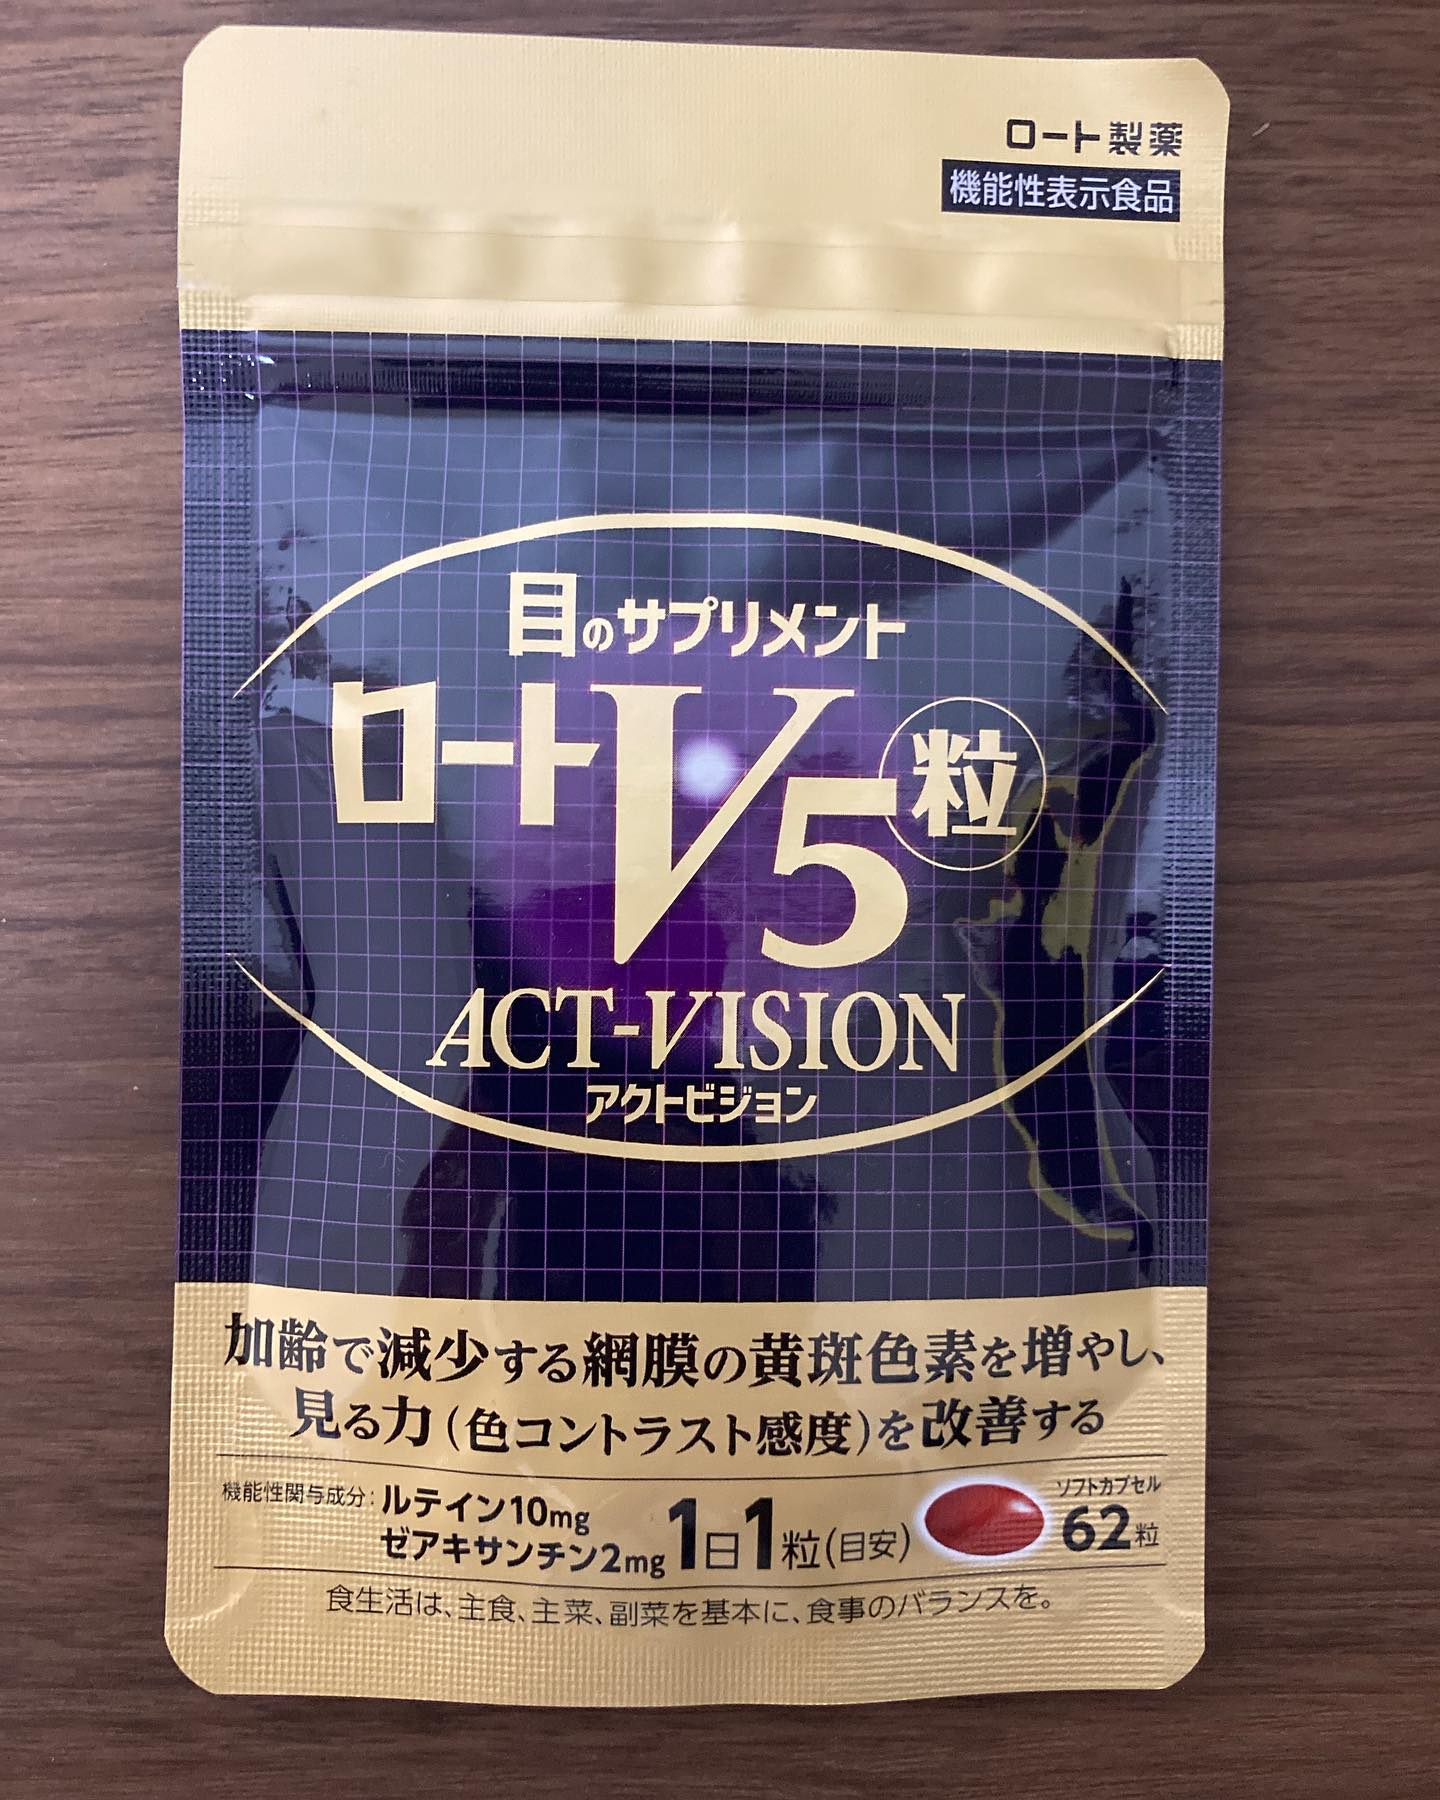 ロート製薬
機能性表示食品
目のサプリメント
ロートV5粒
ACT-VISION
アクトビジョン
加齢で減少する網膜の黄斑色素を増やし、
見る力(色コントラスト感度)を改善する
機能性関与成分:ルテイン10mg
ゼアキサンチン2mg
1日1粒(目安)
ソフトカプセル
62粒
食生活は、主食、主菜、副菜を基本に、食事のバランスを。